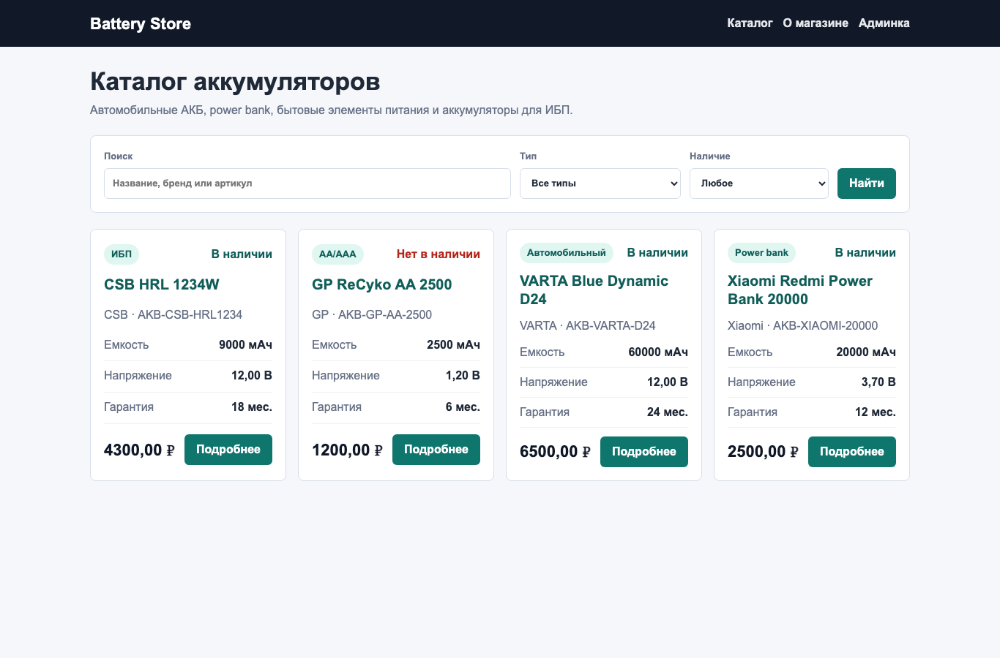 Battery Store
Каталог О магазине Админка
Каталог аккумуляторов
Автомобильные АКБ, power bank, бытовые элементы питания и аккумуляторы для ИБП.
Поиск
Название, бренд или артикул
Тип
Все типы
Наличие
Любое
Найти
ИБП В наличии
CSB HRL 1234W
CSB · AKB-CSB-HRL1234
Емкость 9000 мАч
Напряжение 12,00 В
Гарантия 18 мес.
4300,00 ₽ Подробнее
AA/AAA Нет в наличии
GP ReCyko AA 2500
GP · AKB-GP-AA-2500
Емкость 2500 мАч
Напряжение 1,20 В
Гарантия 6 мес.
1200,00 ₽ Подробнее
Автомобильный В наличии
VARTA Blue Dynamic
D24
VARTA · AKB-VARTA-D24
Емкость 60000 мАч
Напряжение 12,00 В
Гарантия 24 мес.
6500,00 ₽ Подробнее
Power bank В наличии
Xiaomi Redmi Power
Bank 20000
Xiaomi · AKB-XIAOMI-20000
Емкость 20000 мАч
Напряжение 3,70 В
Гарантия 12 мес.
2500,00 ₽ Подробнее